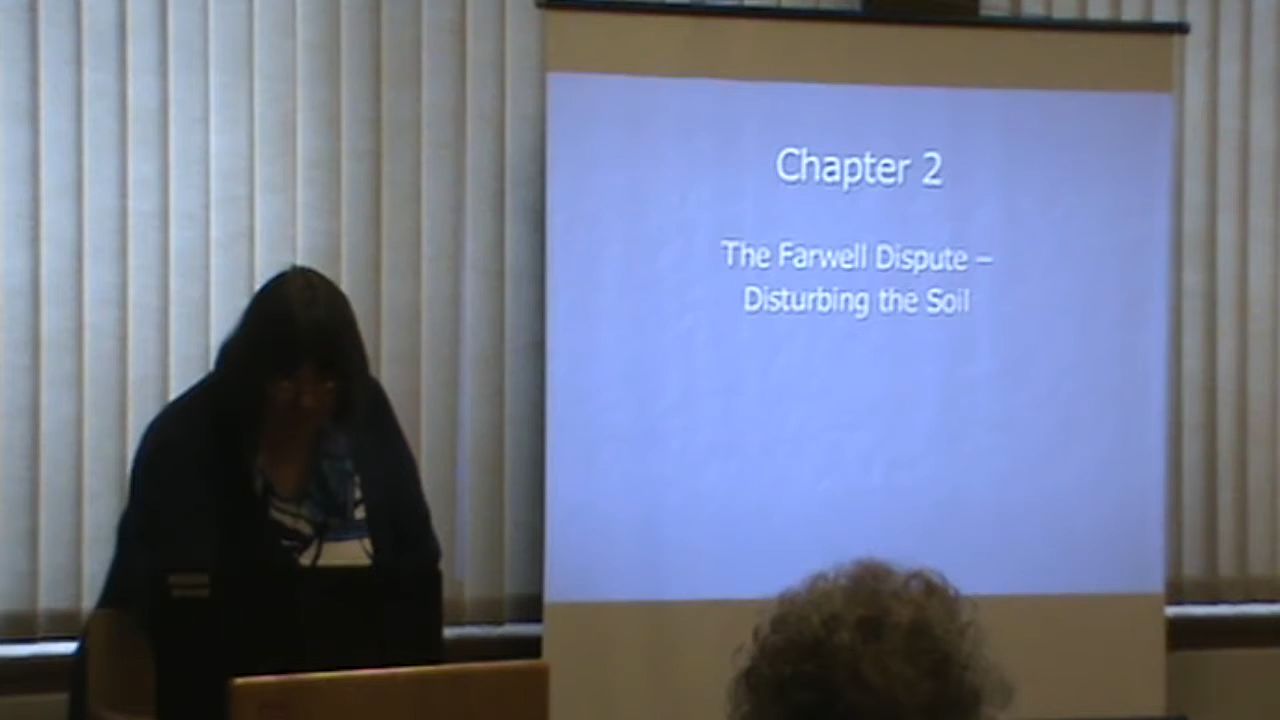 Chapter 2
The Farwell Dispute –
Disturbing the Soil